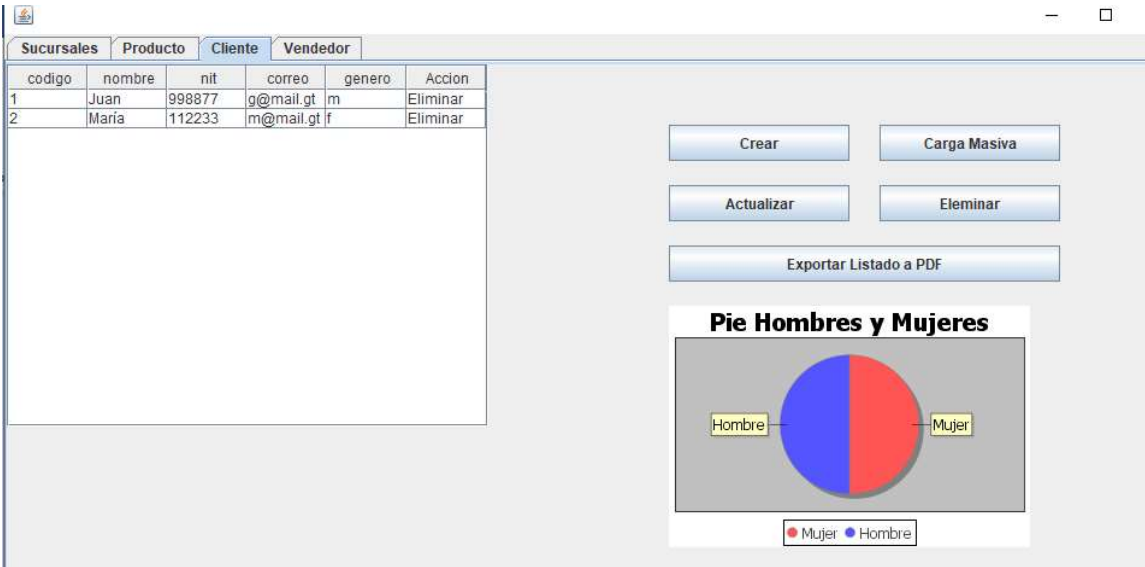 Sucursales Producto Cliente Vendedor
codigo nombre nit correo genero Accion
1 Juan 998877 g@mail.gt m Eliminar
2 María 112233 m@mail.gt f Eliminar
Crear Carga Masiva
Actualizar Eleminar
Exportar Listado a PDF
Pie Hombres y Mujeres
Hombre Mujer
Mujer Hombre